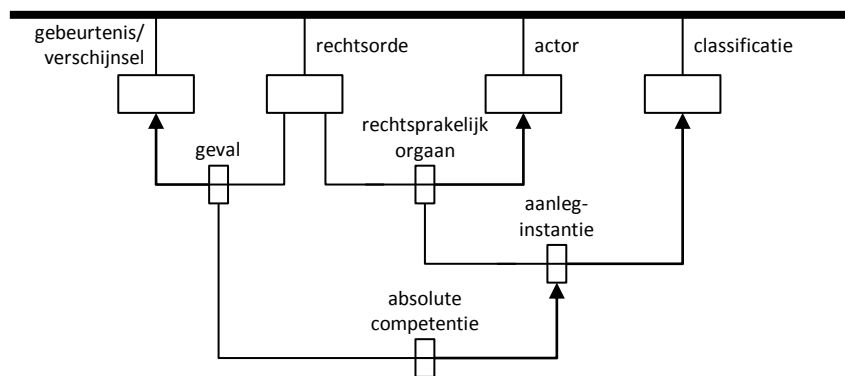 gebeurtenis/
verschijnsel
rechtsorde
actor
classificatie
rechtsprakelijk
orgaan
geval
aanleg-
instantie
absolute
competentie